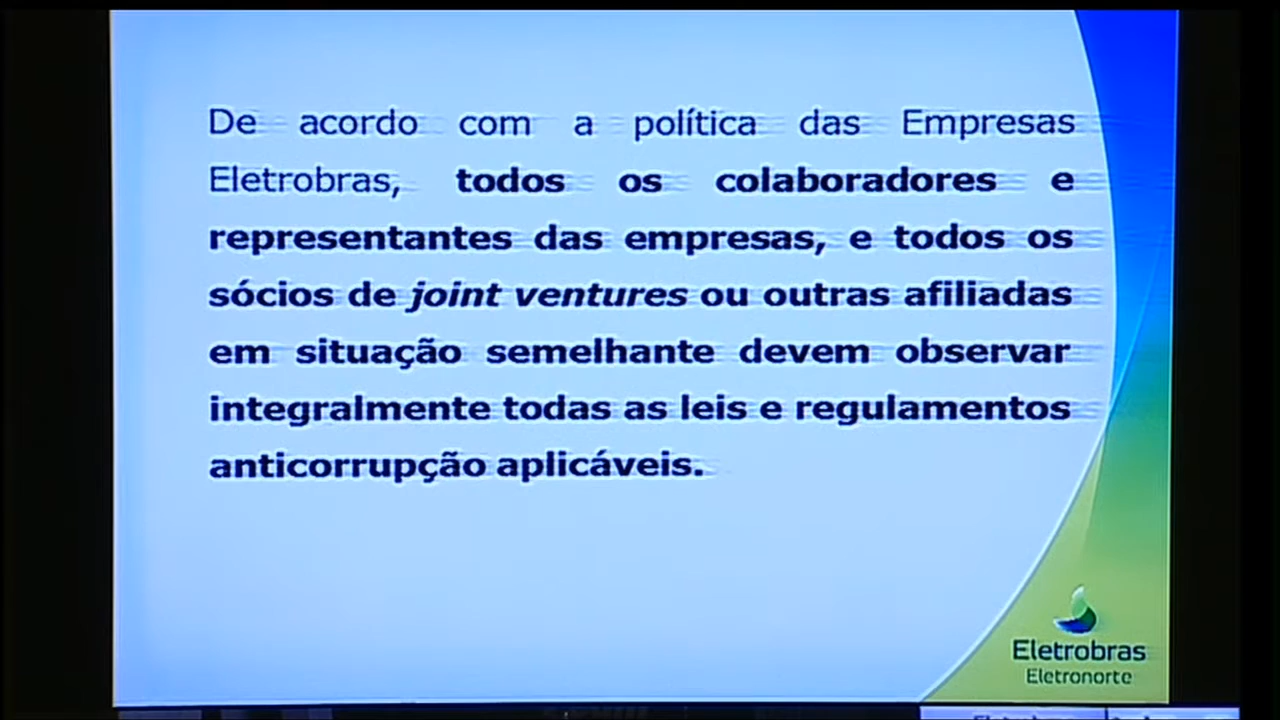 De acordo com a política das Empresas
Eletrobras, todos os colaboradores e
representantes das empresas, e todos os
sócios de joint ventures ou outras afiliadas
em situação semelhante devem observar
integralmente todas as leis e regulamentos
anticorrupção aplicáveis.
Eletrobras
Eletronorte